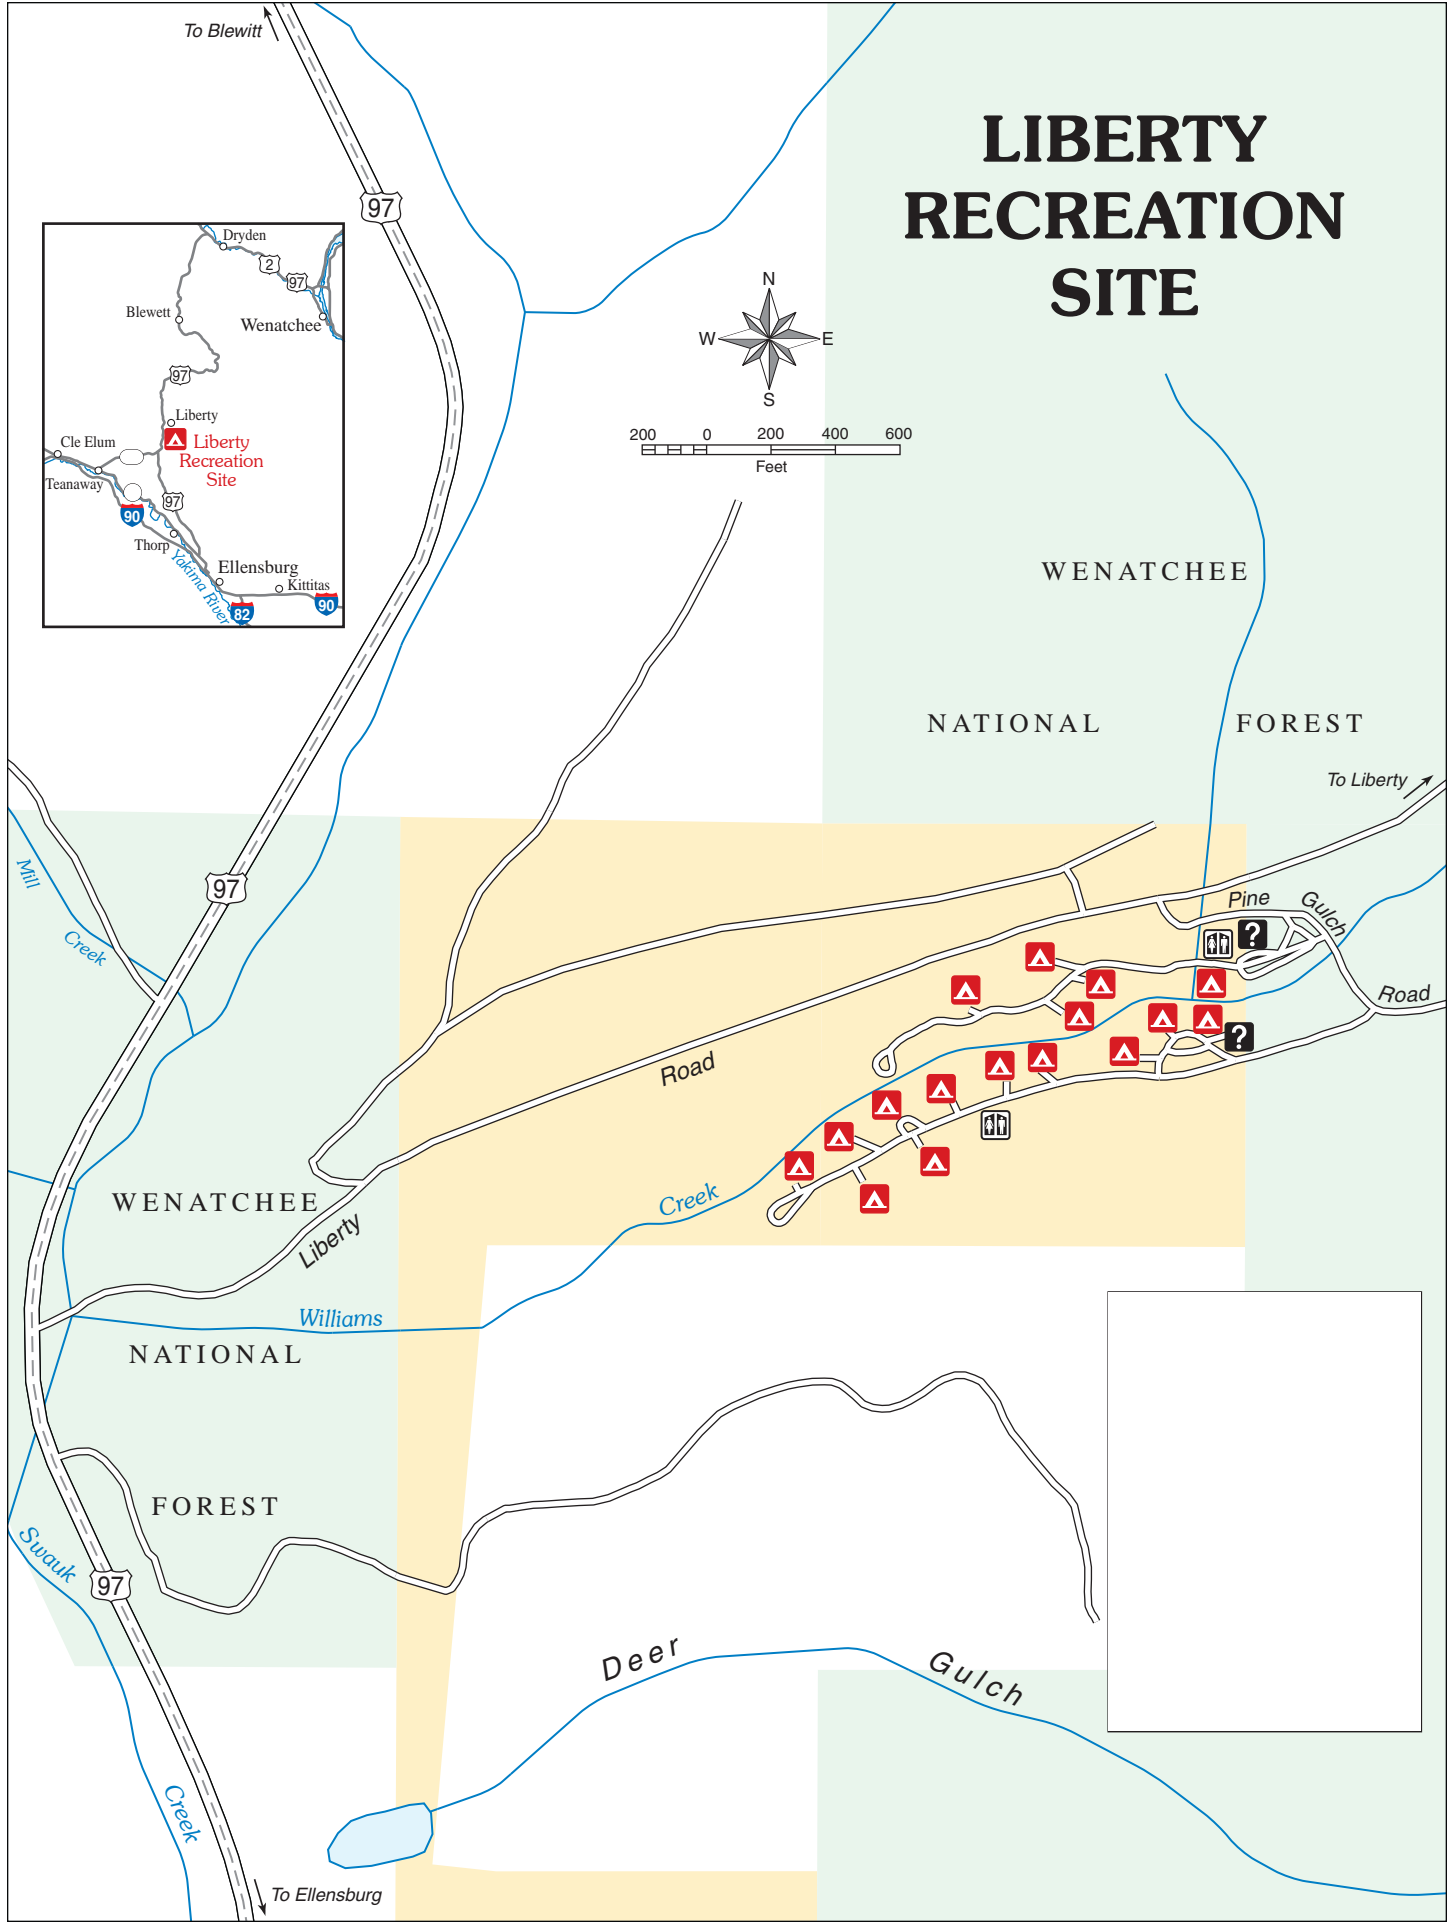 To Blewitt
LIBERTY
RECREATION
SITE
97
Dryden
2
97
Blewett
Wenatchee
97
Liberty
Cle Elum
Liberty
Recreation
Site
Teanaway
97
90
Thorp
Yakima River
Ellensburg
Kittitas
90
82
N
W
E
S
200
0
200
400
600
Feet
WENATCHEE
NATIONAL
FOREST
To Liberty
Mill
Creek
97
Pine
Gulch
?
Road
?
Road
Creek
WENATCHEE
Liberty
Williams
NATIONAL
FOREST
Swauk
97
Deer
Gulch
Creek
To Ellensburg